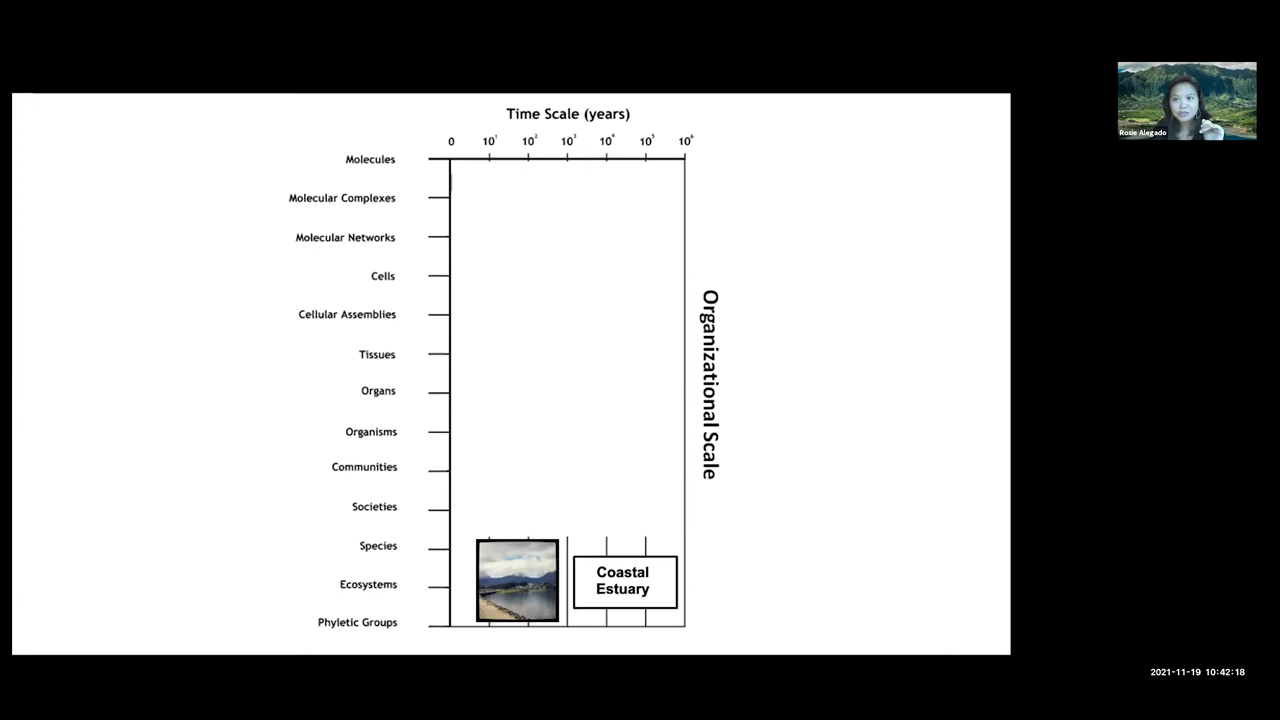 Time Scale (years)
0 10¹ 10² 10³ 10⁴ 10⁵ 10⁶
Molecules
Molecular Complexes
Molecular Networks
Cells
Cellular Assemblies
Tissues
Organs
Organisms
Communities
Societies
Species
Ecosystems
Phyletic Groups
Coastal
Estuary
Organizational Scale
Rosie Alegado
2021-11-19 10:42:18